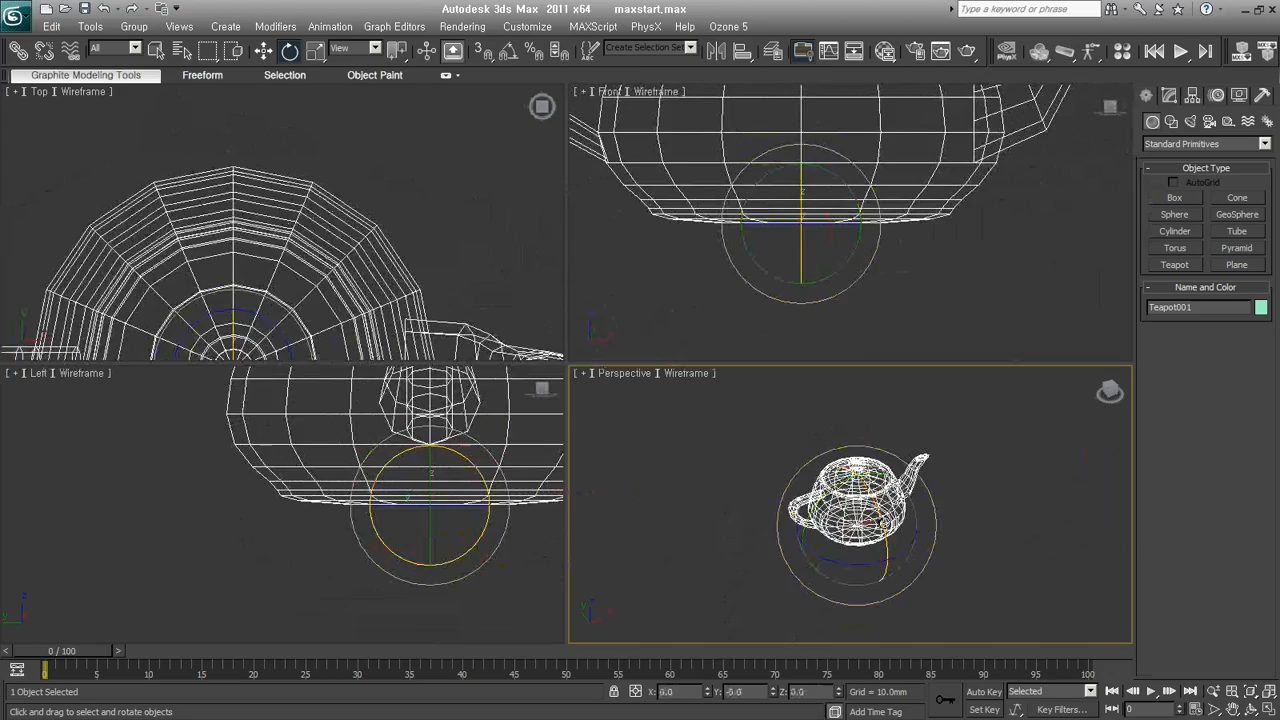 Autodesk 3ds Max 2011 x64 maxstart.max
Type a keyword or phrase
Edit Tools Group Views Create Modifiers Animation Graph Editors Rendering Customize MAXScript PhysX Help Ozone 5
All View Create Selection Set
PhysX
Graphite Modeling Tools Freeform Selection Object Paint
[ + ] [ Top ] [ Wireframe ]
[ + ] [ Front ] [ Wireframe ]
Standard Primitives
Object Type
AutoGrid
Box Cone
Sphere GeoSphere
Cylinder Tube
Torus Pyramid
Teapot Plane
Name and Color
Teapot001
[ + ] [ Left ] [ Wireframe ]
[ + ] [ Perspective ] [ Wireframe ]
0 / 100
0 5 10 15 20 25 30 35 40 45 50 55 60 65 70 75 80 85 90 95 100
1 Object Selected X: 0.0 Y: -0.0 Z: 0.0 Grid = 10.0mm Auto Key Selected
Click and drag to select and rotate objects Add Time Tag Set Key Key Filters... 0